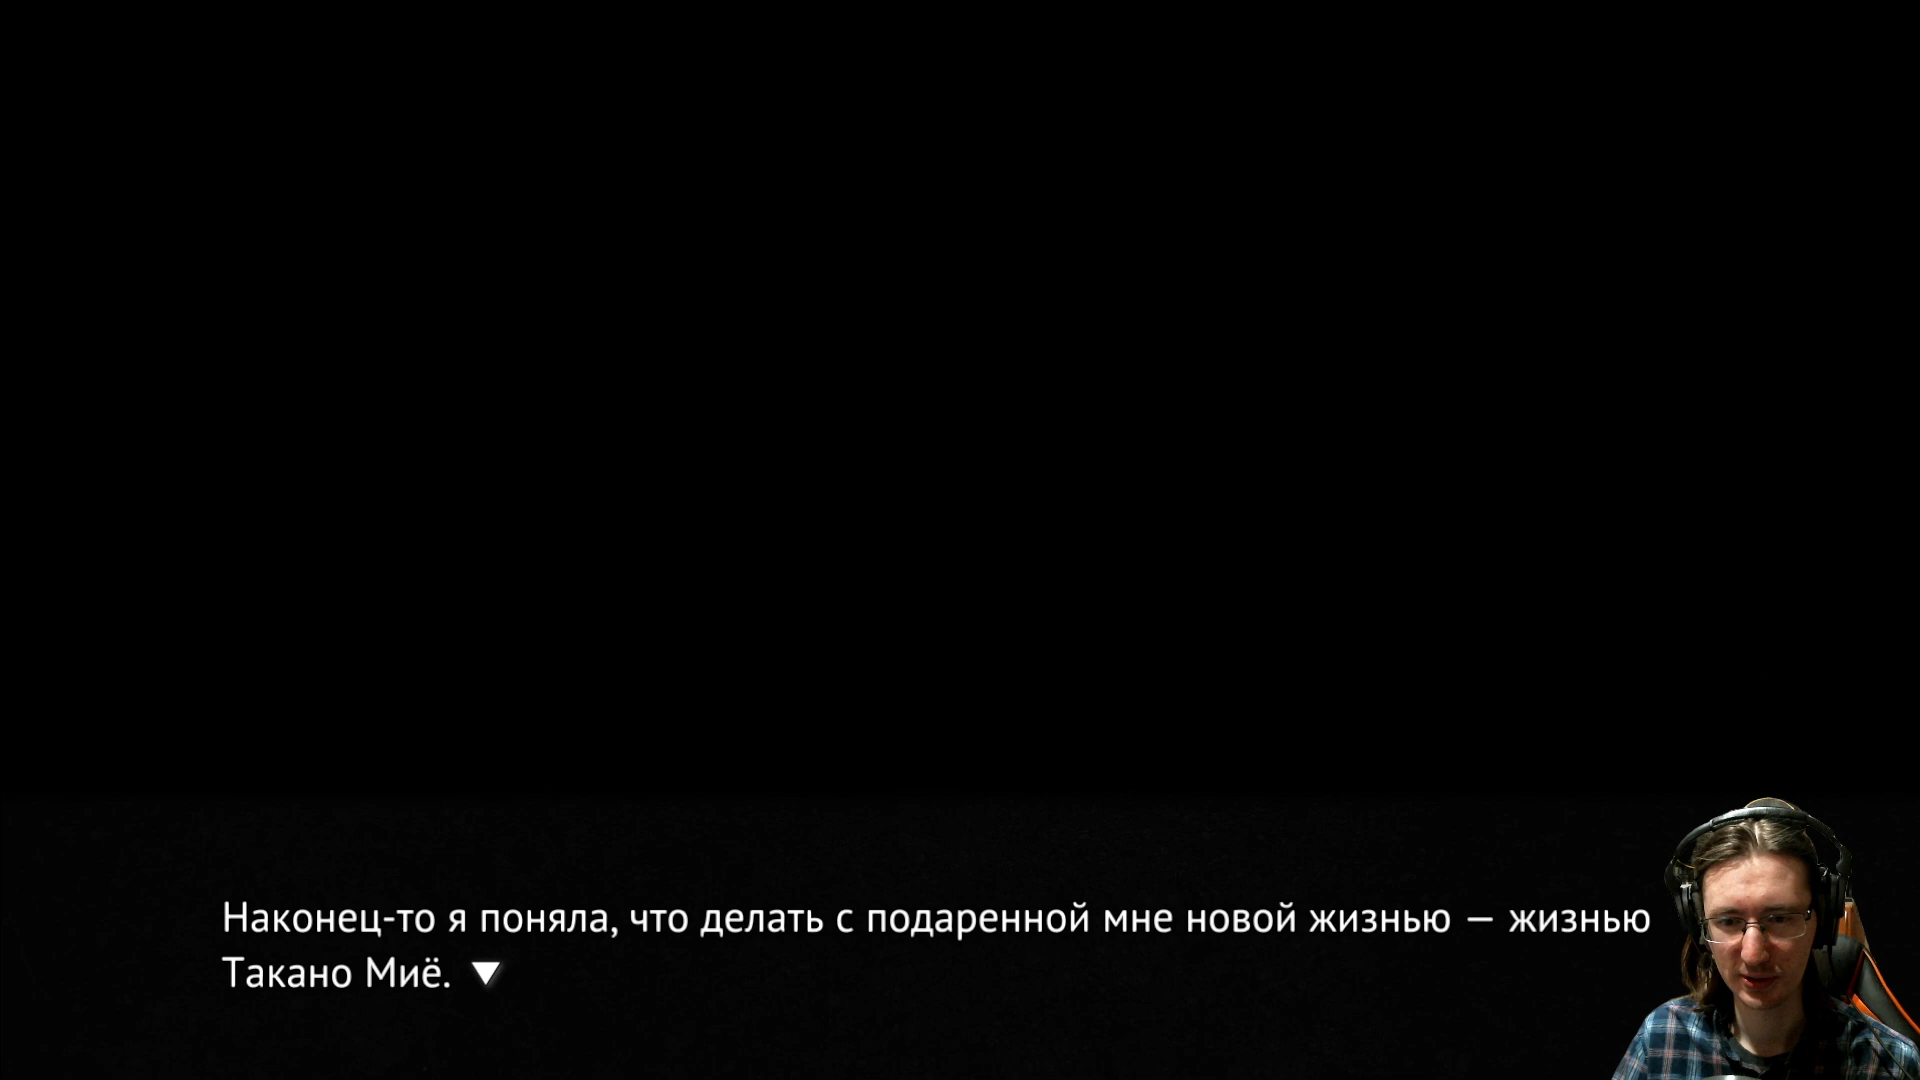 Наконец-то я поняла, что делать с подаренной мне новой жизнью — жизнью
Такано Миё.